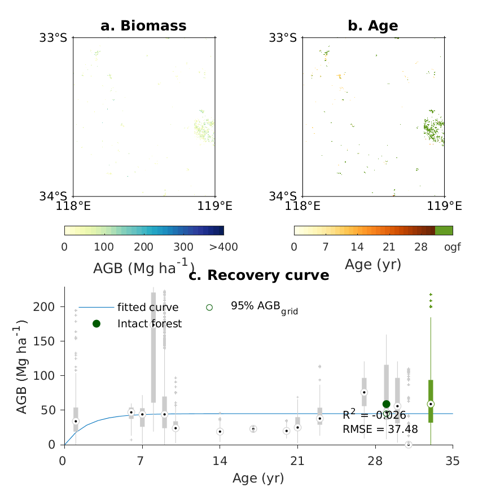 a. Biomass
b. Age
33°S
34°S
118°E
119°E
33°S
34°S
118°E
119°E
0 100 200 300 >400
AGB (Mg ha⁻¹)
0 7 14 21 28 ogf
Age (yr)
c. Recovery curve
fitted curve
95% AGB_grid
Intact forest
R² = -0.026
RMSE = 37.48
AGB (Mg ha⁻¹)
200
150
100
50
0
0 7 14 21 28 35
Age (yr)